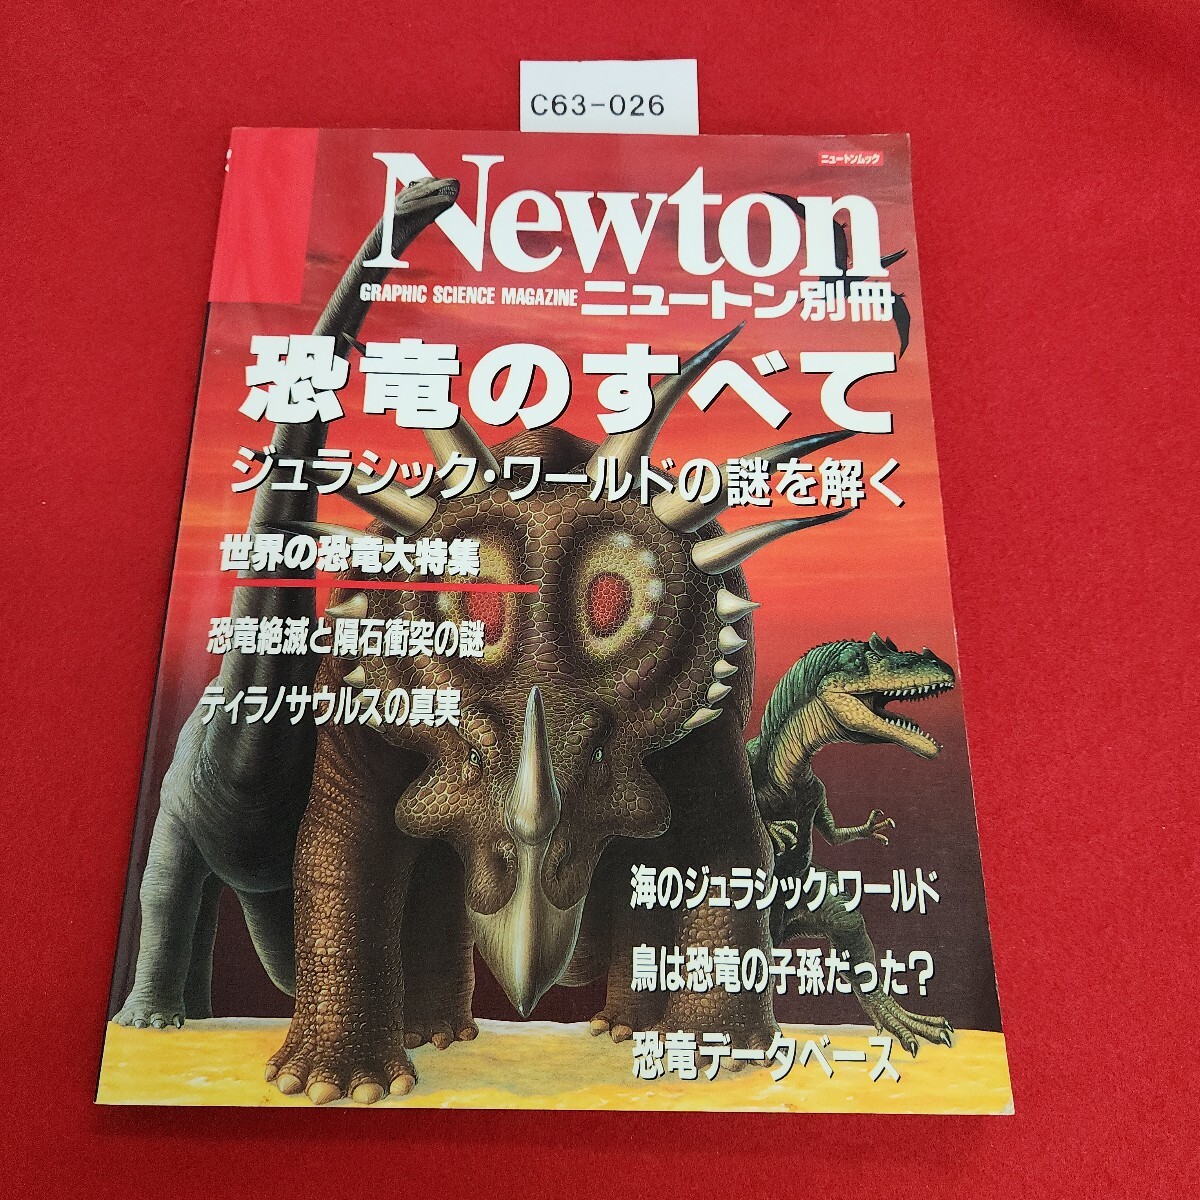 C63-026
ニュートンムック
Newton
GRAPHIC SCIENCE MAGAZINE ニュートン別冊
恐竜のすべて
ジュラシック・ワールドの謎を解く
世界の恐竜大特集
恐竜絶滅と隕石衝突の謎
ティラノサウルスの真実
海のジュラシック・ワールド
鳥は恐竜の子孫だった?
恐竜データベース